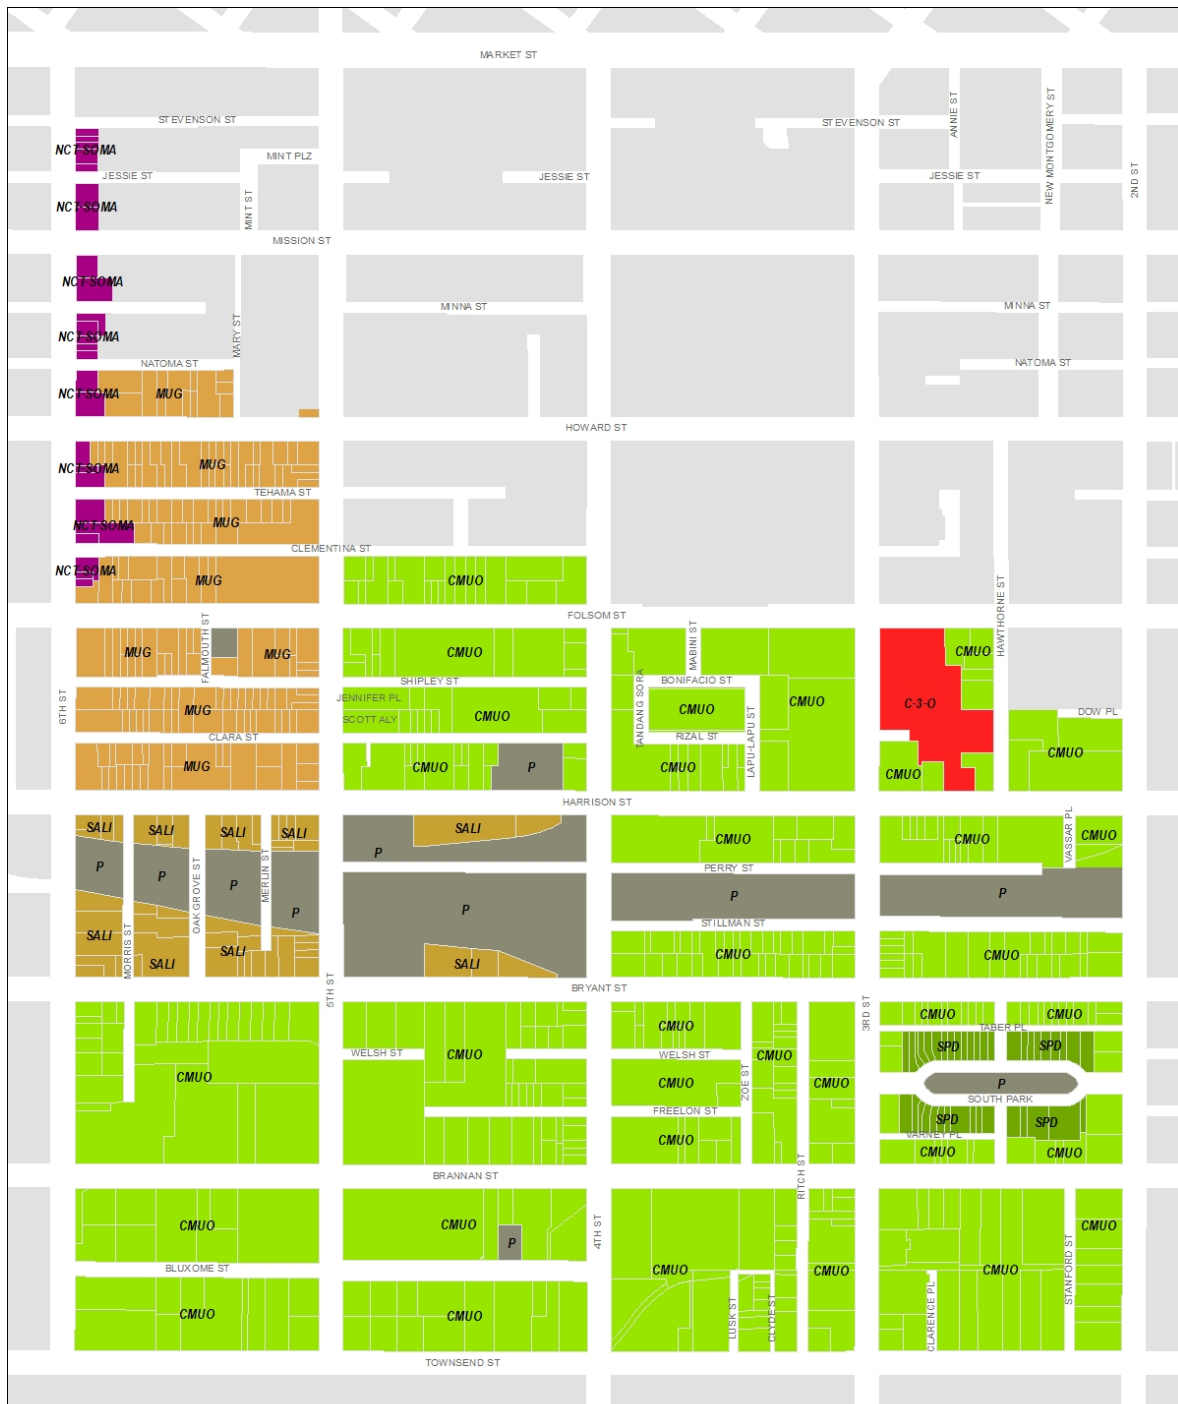 MARKET ST
STEVENSON ST
STEVENSON ST
ANNIE ST
NEW MONTGOMERY ST
NCT-SOMA
MINT PLZ
JESSIE ST
JESSIE ST
JESSIE ST
2ND ST
NCT-SOMA
MINT ST
MISSION ST
NCT-SOMA
MINNA ST
MINNA ST
NCT-SOMA
MARY ST
NATOMA ST
NATOMA ST
NCT-SOMA
MUG
HOWARD ST
NCT-SOMA
MUG
TEHAMA ST
NCT-SOMA
MUG
CLEMENTINA ST
NCT-SOMA
MUG
CMUO
HAWTHORNE ST
FOLSOM ST
FALMOUTH ST
MABINI ST
MUG
MUG
CMUO
CMUO
SHIPLEY ST
BONIFACIO ST
6TH ST
JENNIFER PL
TANDANG SORA
CMUO
C-3-O
MUG
SCOTT ALY
CMUO
CMUO
LAPU-LAPU ST
DOW PL
CLARA ST
RIZAL ST
CMUO
MUG
CMUO
P
CMUO
CMUO
HARRISON ST
SALI
SALI
SALI
SALI
SALI
CMUO
CMUO
VASSAR PL
CMUO
P
P
P
P
OAK GROVE ST
MERLIN ST
PERRY ST
P
P
P
P
P
STILLMAN ST
SALI
MORRIS ST
SALI
SALI
SALI
CMUO
CMUO
5TH ST
BRYANT ST
3RD ST
CMUO
CMUO
CMUO
TABER PL
WELSH ST
CMUO
WELSH ST
CMUO
SPD
SPD
CMUO
CMUO
ZOE ST
CMUO
P
SOUTH PARK
FREELON ST
SPD
SPD
CMUO
VARNEY PL
CMUO
CMUO
BRANNAN ST
RITCH ST
CMUO
CMUO
P
4TH ST
CMUO
BLUXOME ST
CMUO
CMUO
CMUO
STANFORD ST
CMUO
CMUO
LUSK ST
CLYDE ST
CLARENCE PL
TOWNSEND ST